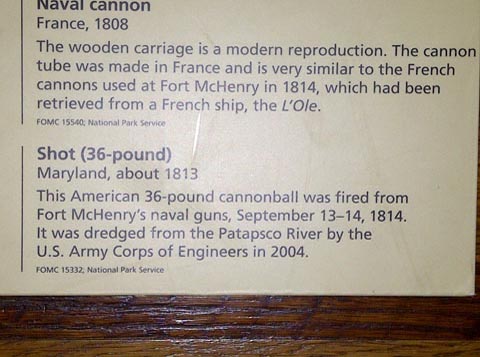 Naval cannon
France, 1808
The wooden carriage is a modern reproduction. The cannon
tube was made in France and is very similar to the French
cannons used at Fort McHenry in 1814, which had been
retrieved from a French ship, the L'Ole.
FOMC 15540; National Park Service
Shot (36-pound)
Maryland, about 1813
This American 36-pound cannonball was fired from
Fort McHenry's naval guns, September 13–14, 1814.
It was dredged from the Patapsco River by the
U.S. Army Corps of Engineers in 2004.
FOMC 15332; National Park Service